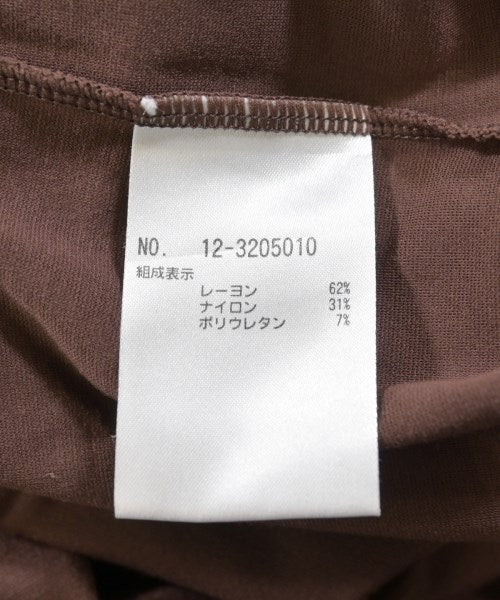 NO. 12-3205010
組成表示
レーヨン 62%
ナイロン 31%
ポリウレタン 7%